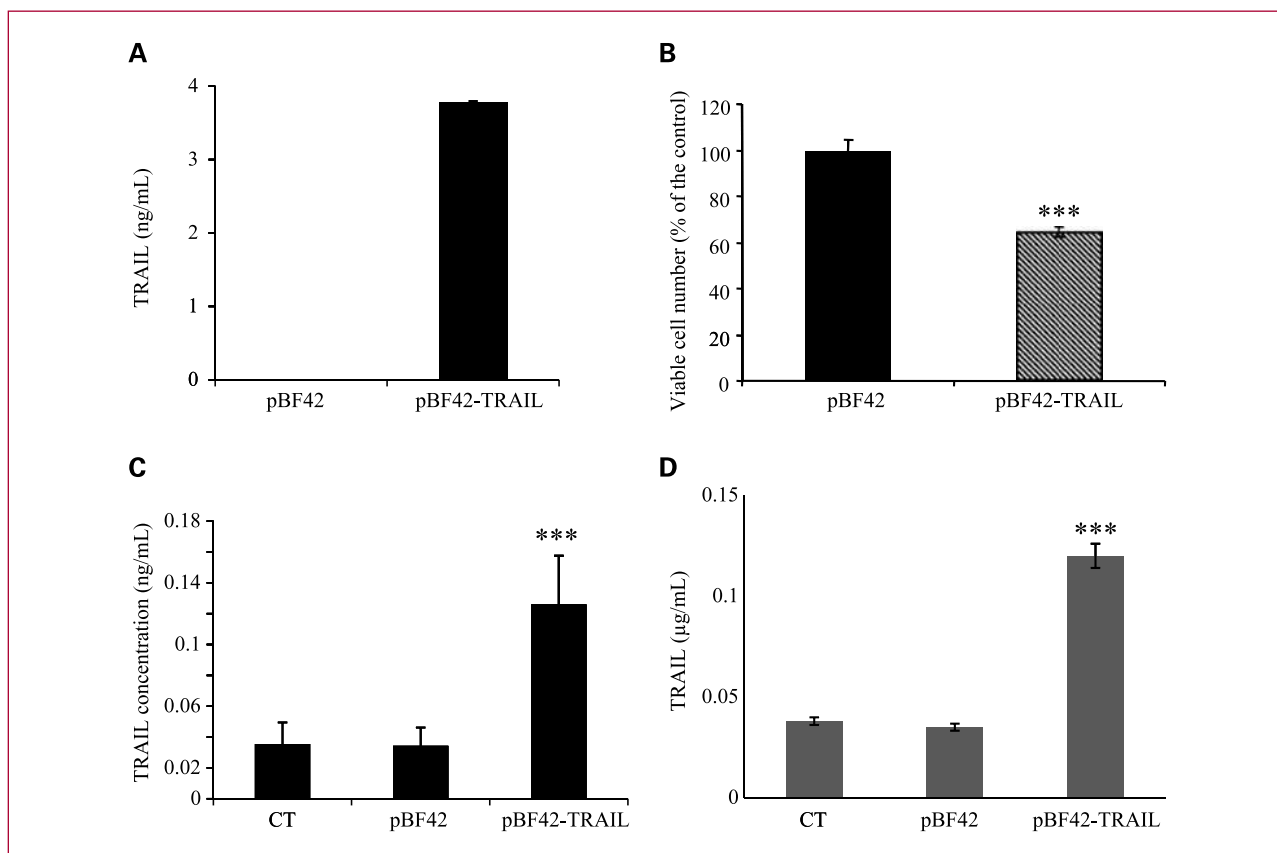 A
TRAIL (ng/mL)
4
3
2
1
0
pBF42
pBF42-TRAIL
B
Viable cell number (% of the control)
120
100
80
60
40
20
0
***
pBF42
pBF42-TRAIL
C
TRAIL concentration (ng/mL)
0.18
0.14
0.1
0.06
0.02
0
***
CT
pBF42
pBF42-TRAIL
D
TRAIL (µg/mL)
0.15
0.1
0.05
0
***
CT
pBF42
pBF42-TRAIL